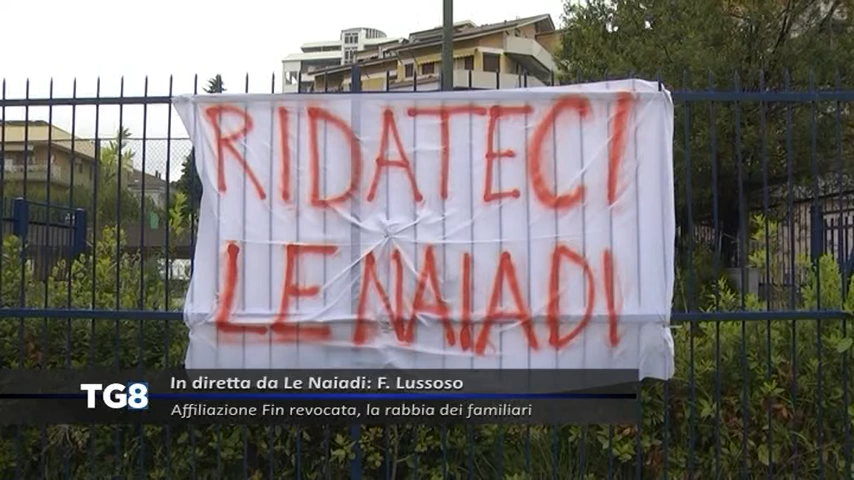 RIDATECI
LE NAIADI
TG8
In diretta da Le Naiadi: F. Lussoso
Affiliazione Fin revocata, la rabbia dei familiari